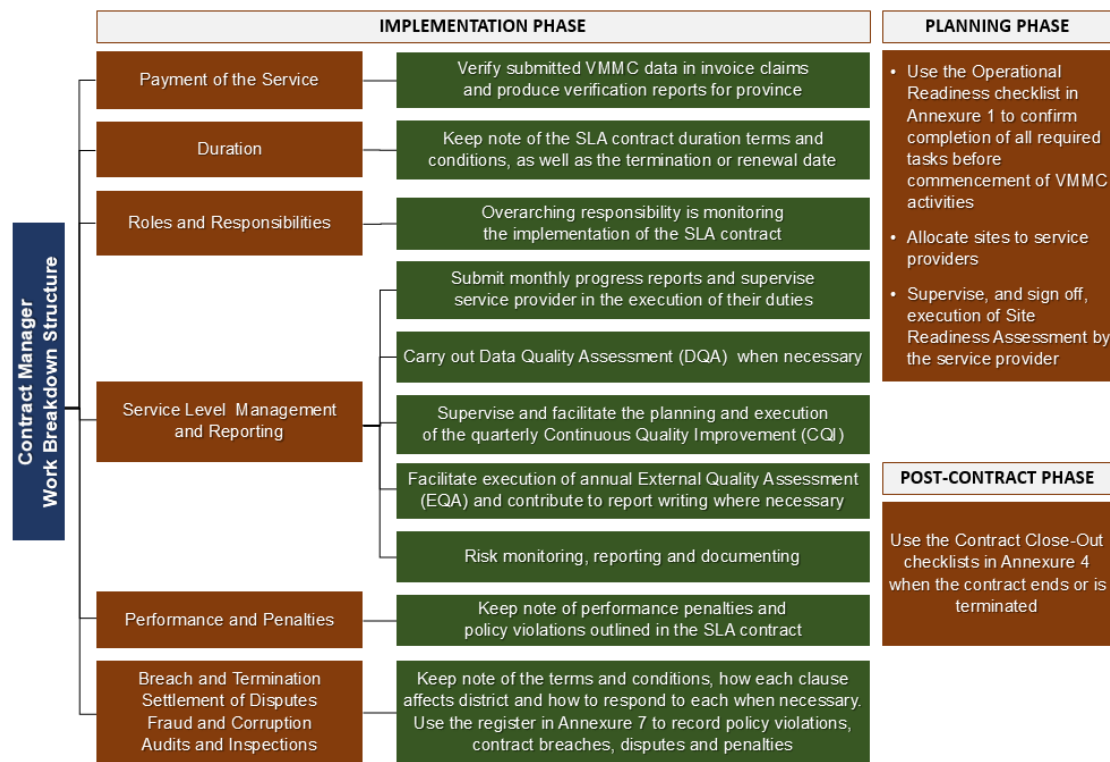 IMPLEMENTATION PHASE
Contract Manager
Work Breakdown Structure
Payment of the Service
Verify submitted VMMC data in invoice claims
and produce verification reports for province
Duration
Keep note of the SLA contract duration terms and
conditions, as well as the termination or renewal date
Roles and Responsibilities
Overarching responsibility is monitoring
the implementation of the SLA contract
Service Level Management
and Reporting
Submit monthly progress reports and supervise
service provider in the execution of their duties
Carry out Data Quality Assessment (DQA) when necessary
Supervise and facilitate the planning and execution
of the quarterly Continuous Quality Improvement (CQI)
Facilitate execution of annual External Quality Assessment
(EQA) and contribute to report writing where necessary
Risk monitoring, reporting and documenting
Performance and Penalties
Keep note of performance penalties and
policy violations outlined in the SLA contract
Breach and Termination
Settlement of Disputes
Fraud and Corruption
Audits and Inspections
Keep note of the terms and conditions, how each clause
affects district and how to respond to each when necessary.
Use the register in Annexure 7 to record policy violations,
contract breaches, disputes and penalties
PLANNING PHASE
• Use the Operational
Readiness checklist in
Annexure 1 to confirm
completion of all required
tasks before
commencement of VMMC
activities
• Allocate sites to service
providers
• Supervise, and sign off,
execution of Site
Readiness Assessment by
the service provider
POST-CONTRACT PHASE
Use the Contract Close-Out
checklists in Annexure 4
when the contract ends or is
terminated